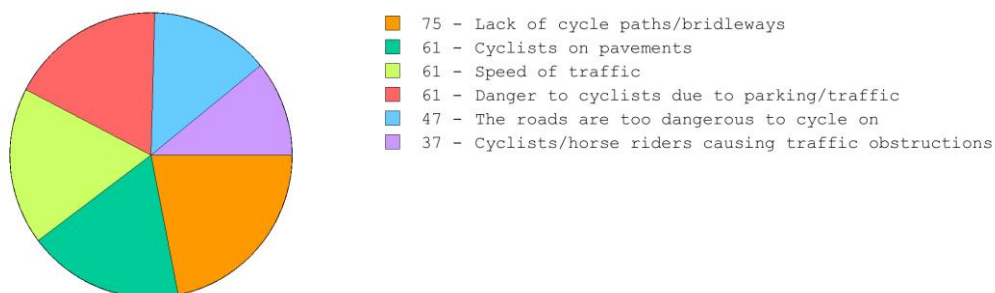 75 - Lack of cycle paths/bridleways
61 - Cyclists on pavements
61 - Speed of traffic
61 - Danger to cyclists due to parking/traffic
47 - The roads are too dangerous to cycle on
37 - Cyclists/horse riders causing traffic obstructions